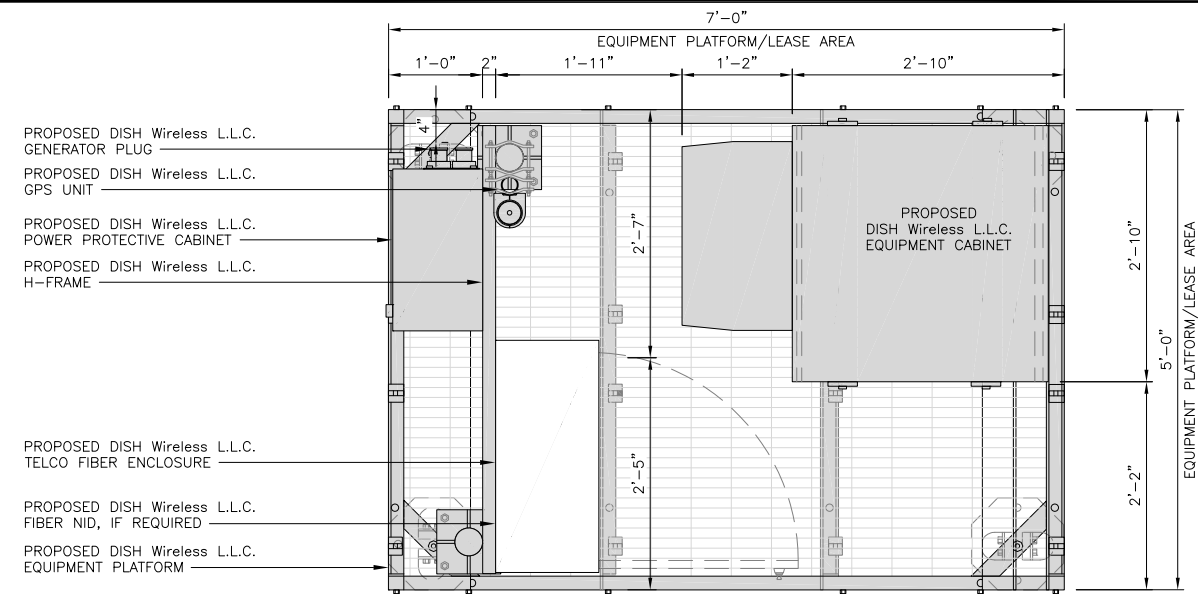 7'-0"
EQUIPMENT PLATFORM/LEASE AREA
1'-0" 2" 1'-11" 1'-2" 2'-10"
4"
PROPOSED DISH Wireless L.L.C.
GENERATOR PLUG
PROPOSED DISH Wireless L.L.C.
GPS UNIT
PROPOSED DISH Wireless L.L.C.
POWER PROTECTIVE CABINET
PROPOSED DISH Wireless L.L.C.
H-FRAME
PROPOSED DISH Wireless L.L.C.
TELCO FIBER ENCLOSURE
PROPOSED DISH Wireless L.L.C.
FIBER NID, IF REQUIRED
PROPOSED DISH Wireless L.L.C.
EQUIPMENT PLATFORM
2'-7"
2'-5"
PROPOSED
DISH Wireless L.L.C.
EQUIPMENT CABINET
2'-10"
2'-2"
5'-0"
EQUIPMENT PLATFORM/LEASE AREA